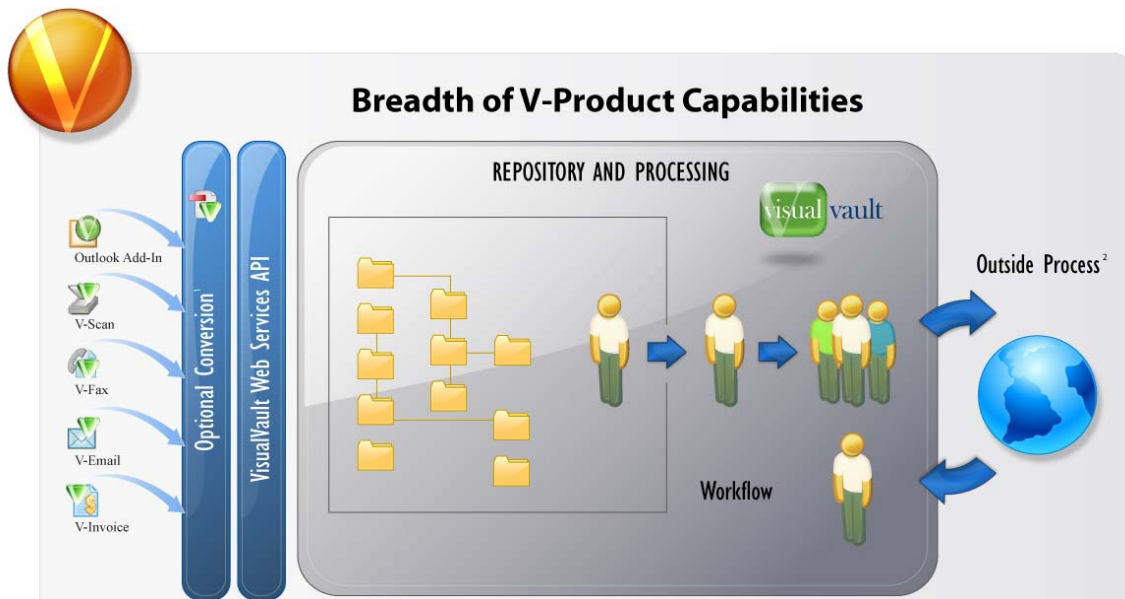 Breadth of V-Product Capabilities
REPOSITORY AND PROCESSING
visual vault
Outlook Add-In
V-Scan
V-Fax
V-Email
V-Invoice
Optional Conversion¹
VisualVault Web Services API
Workflow
Outside Process²